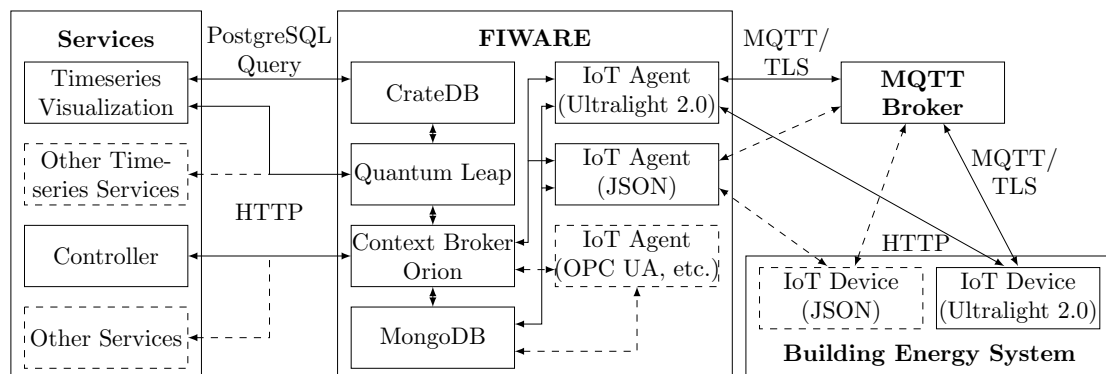 Services
Timeseries
Visualization
Other Time-
series Services
Controller
Other Services
PostgreSQL
Query
HTTP
FIWARE
CrateDB
Quantum Leap
Context Broker
Orion
MongoDB
IoT Agent
(Ultralight 2.0)
IoT Agent
(JSON)
IoT Agent
(OPC UA, etc.)
MQTT/
TLS
MQTT
Broker
MQTT/
TLS
HTTP
IoT Device
(JSON)
IoT Device
(Ultralight 2.0)
Building Energy System